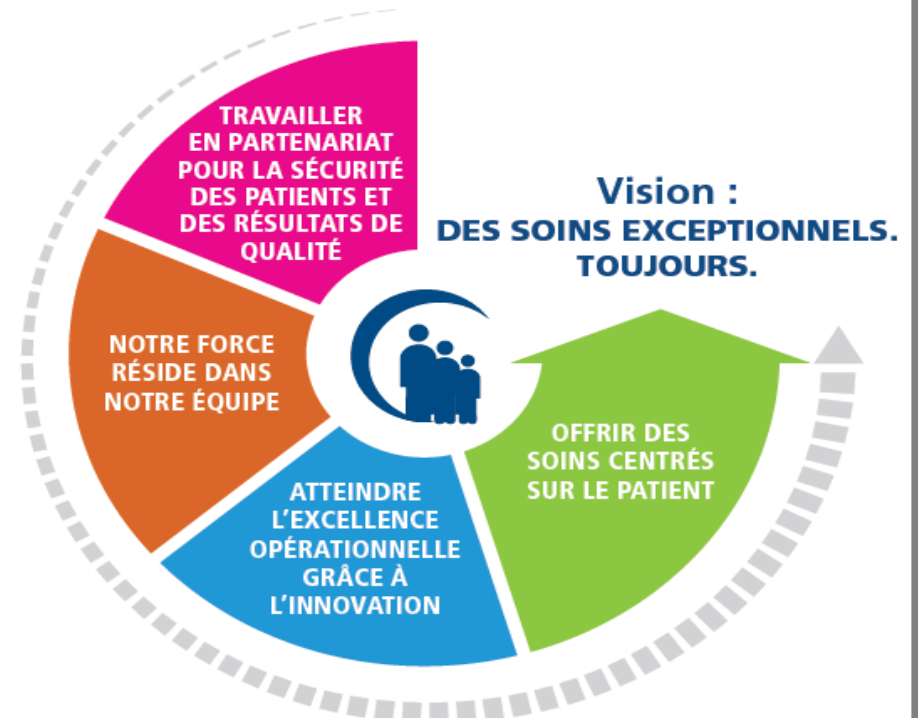 TRAVAILLER
EN PARTENARIAT
POUR LA SÉCURITÉ
DES PATIENTS ET
DES RÉSULTATS DE
QUALITÉ
NOTRE FORCE
RÉSIDE DANS
NOTRE ÉQUIPE
ATTEINDRE
L’EXCELLENCE
OPÉRATIONNELLE
GRÂCE À
L’INNOVATION
OFFRIR DES
SOINS CENTRÉS
SUR LE PATIENT
Vision :
DES SOINS EXCEPTIONNELS.
TOUJOURS.